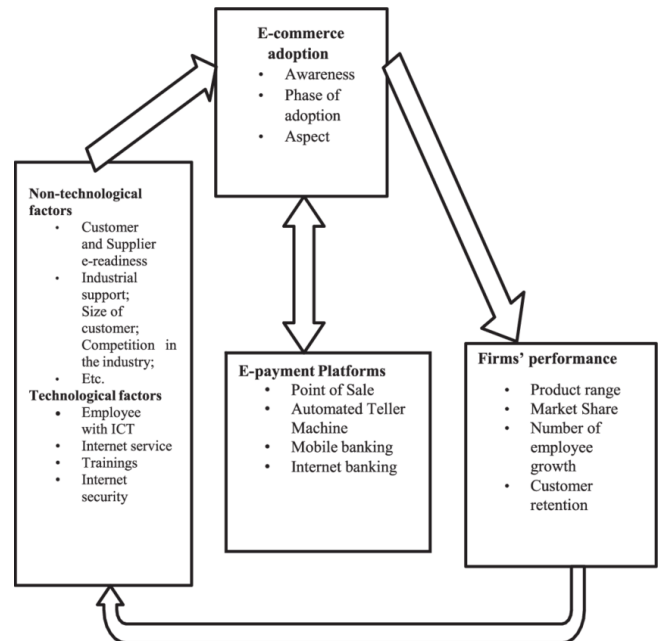 E-commerce
adoption
• Awareness
• Phase of
adoption
• Aspect
Non-technological
factors
• Customer
and Supplier
e-readiness
• Industrial
support;
Size of
customer;
Competition in
the industry;
• Etc.
Technological factors
• Employee
with ICT
• Internet service
• Trainings
• Internet
security
E-payment Platforms
• Point of Sale
• Automated Teller
Machine
• Mobile banking
• Internet banking
Firms’ performance
• Product range
• Market Share
• Number of
employee
growth
• Customer
retention